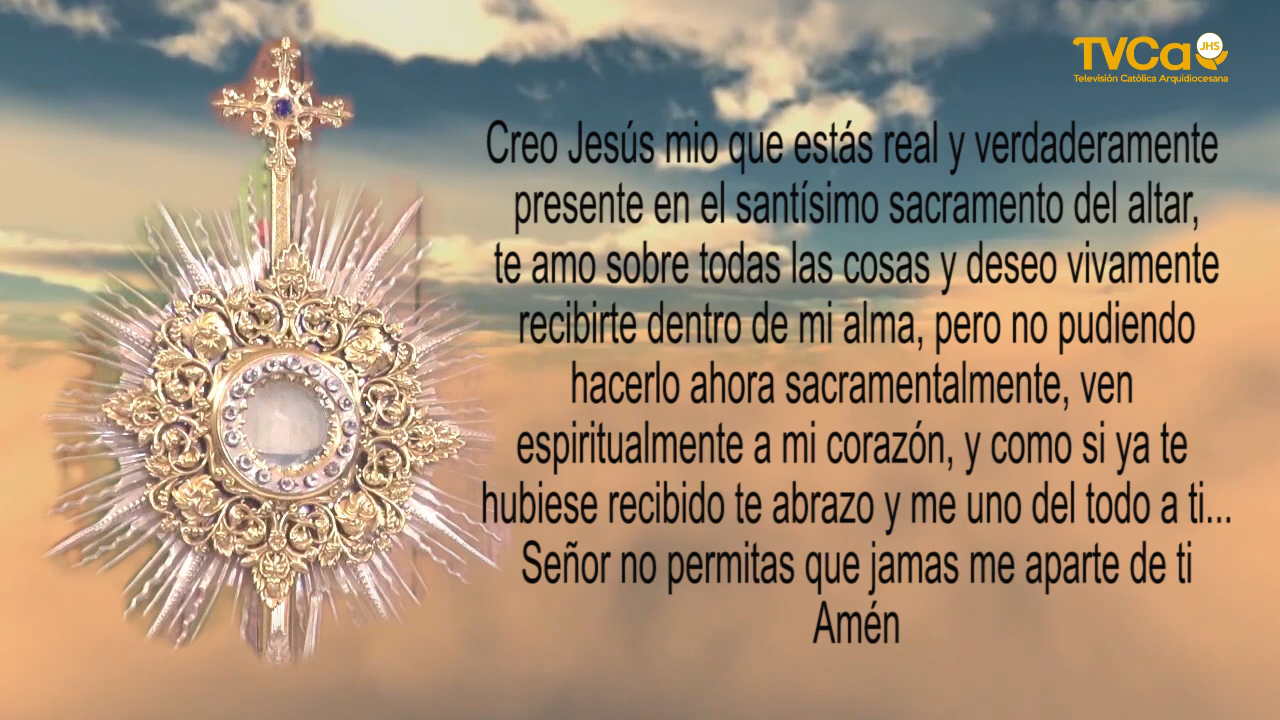 TVCa
JHS
Televisión Católica Arquidiocesana
Creo Jesús mio que estás real y verdaderamente
presente en el santísimo sacramento del altar,
te amo sobre todas las cosas y deseo vivamente
recibirte dentro de mi alma, pero no pudiendo
hacerlo ahora sacramentalmente, ven
espiritualmente a mi corazón, y como si ya te
hubiese recibido te abrazo y me uno del todo a ti...
Señor no permitas que jamas me aparte de ti
Amén